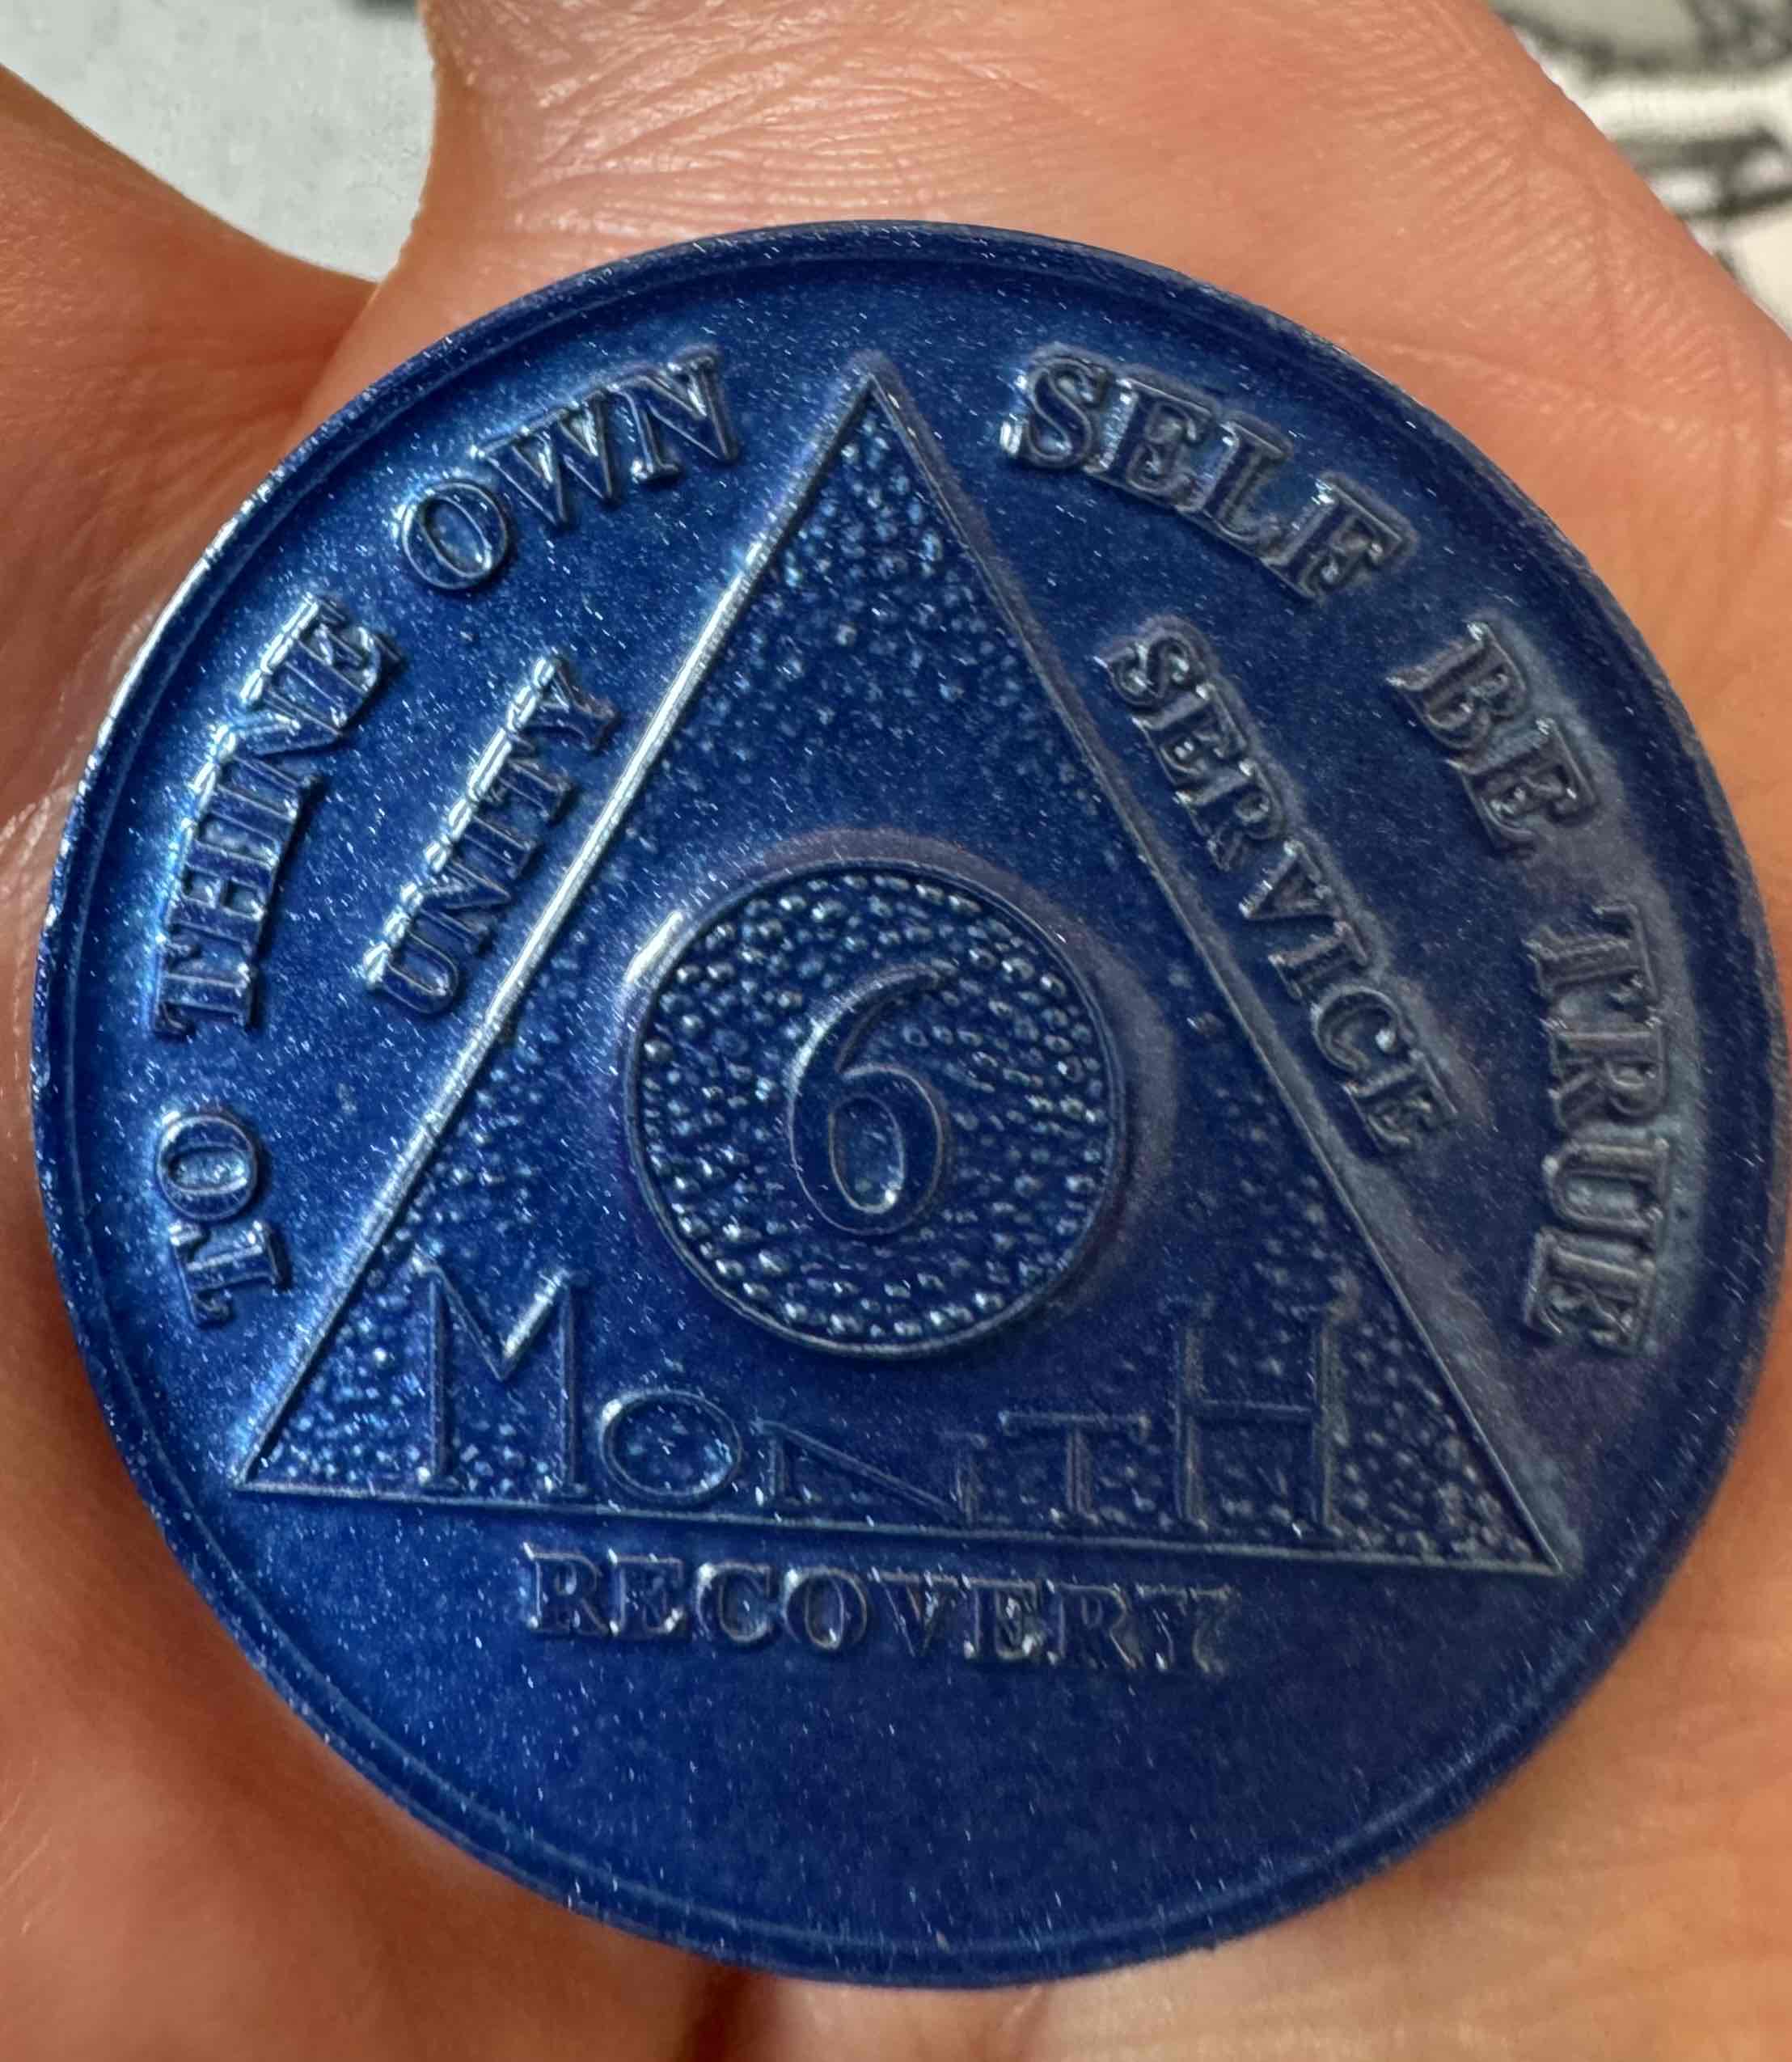 TO THINE OWN SELF BE TRUE
UNITY
SERVICE
6
MONTH
RECOVERY